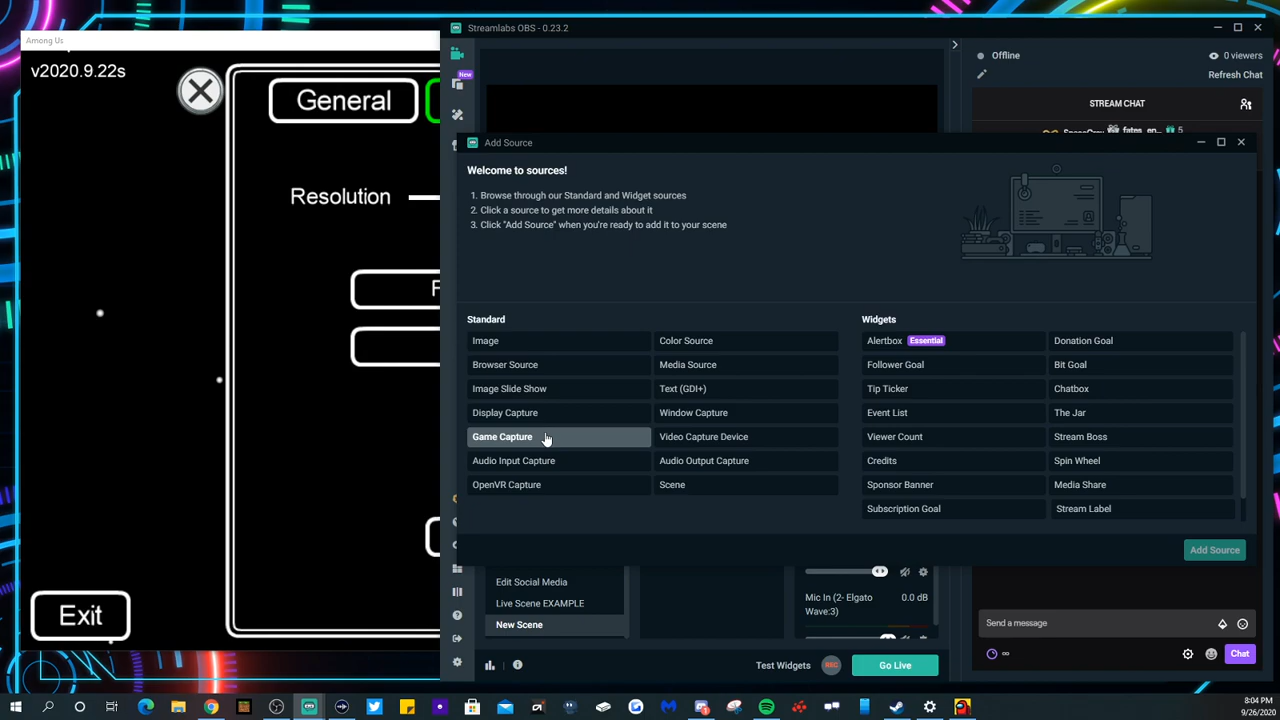 Among Us
v2020.9.22s
General
Resolution
F
Exit
Streamlabs OBS - 0.23.2
New
Offline
0 viewers
Refresh Chat
STREAM CHAT
5
Add Source
Welcome to sources!
1. Browse through our Standard and Widget sources
2. Click a source to get more details about it
3. Click "Add Source" when you're ready to add it to your scene
Standard
Image
Color Source
Browser Source
Media Source
Image Slide Show
Text (GDI+)
Display Capture
Window Capture
Game Capture
Video Capture Device
Audio Input Capture
Audio Output Capture
OpenVR Capture
Scene
Widgets
Alertbox Essential
Donation Goal
Follower Goal
Bit Goal
Tip Ticker
Chatbox
Event List
The Jar
Viewer Count
Stream Boss
Credits
Spin Wheel
Sponsor Banner
Media Share
Subscription Goal
Stream Label
Add Source
Edit Social Media
Live Scene EXAMPLE
New Scene
Mic In (2- Elgato
Wave:3)
0.0 dB
Test Widgets
REC
Go Live
Send a message
Chat
8:04 PM
9/26/2020